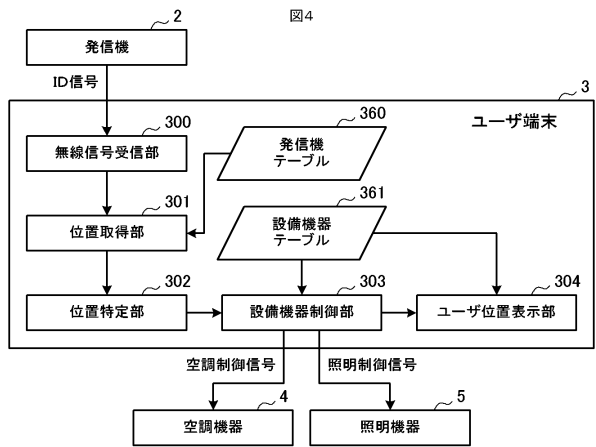 図4
2
発信機
ID信号
3
ユーザ端末
300
無線信号受信部
360
発信機
テーブル
301
位置取得部
361
設備機器
テーブル
302
位置特定部
303
設備機器制御部
304
ユーザ位置表示部
空調制御信号
照明制御信号
4
空調機器
5
照明機器